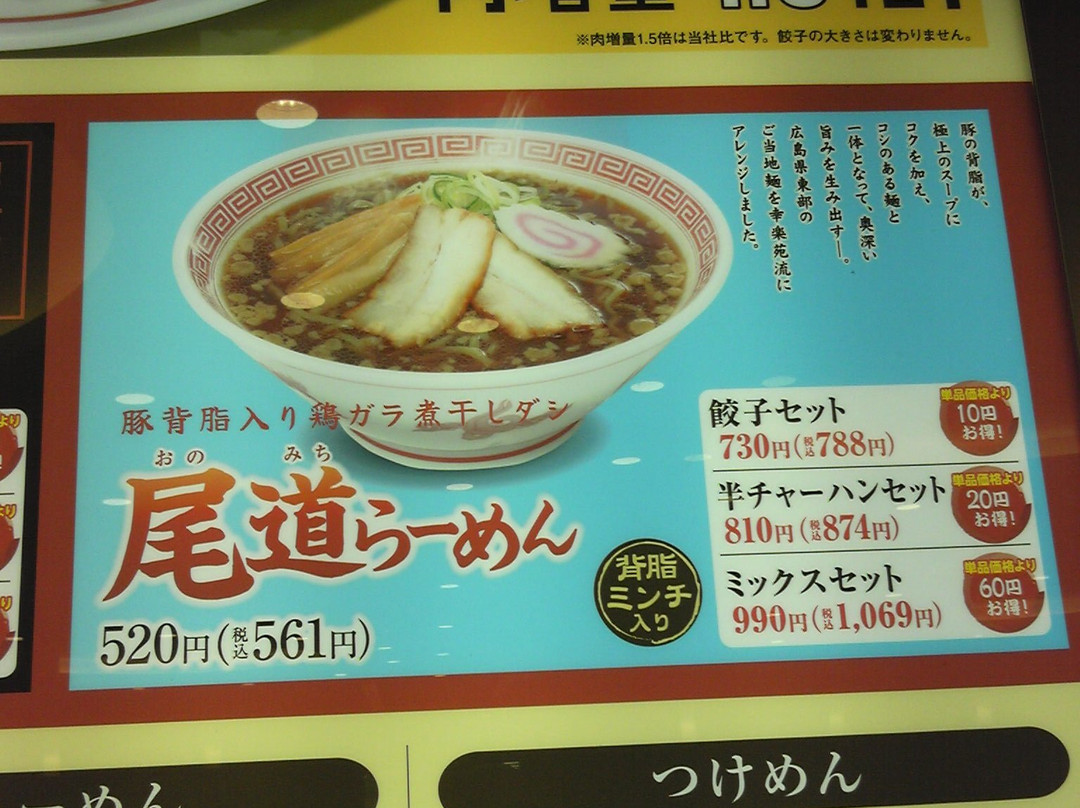 ※肉増量1.5倍は当社比です。餃子の大きさは変わりません。
豚の背脂が、
極上のスープに
コクを加え、
コシのある麺と
一体となって、奥深い
旨みを生み出すー。
広島県東部の
ご当地麺を幸楽苑流に
アレンジしました。
豚背脂入り鶏ガラ煮干しダシ
おの みち
尾道らーめん
520円(税込561円)
背脂
ミンチ
入り
餃子セット
730円(税込788円)
単品価格より
10円
お得!
半チャーハンセット
810円(税込874円)
単品価格より
20円
お得!
ミックスセット
990円(税込1,069円)
単品価格より
60円
お得!
つけめん